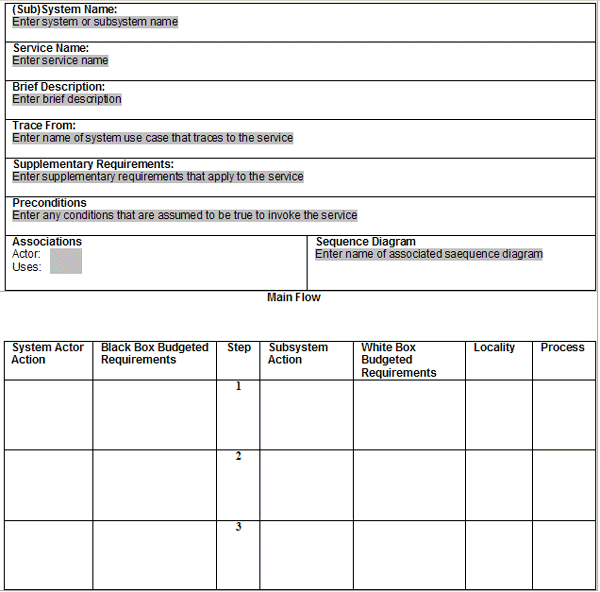 (Sub)System Name:
Enter system or subsystem name
Service Name:
Enter service name
Brief Description:
Enter brief description
Trace From:
Enter name of system use case that traces to the service
Supplementary Requirements:
Enter supplementary requirements that apply to the service
Preconditions
Enter any conditions that are assumed to be true to invoke the service
Associations
Actor:
Uses:
Sequence Diagram
Enter name of associated saequence diagram
Main Flow
System Actor
Action
Black Box Budgeted
Requirements
Step
Subsystem
Action
White Box
Budgeted
Requirements
Locality
Process
1
2
3